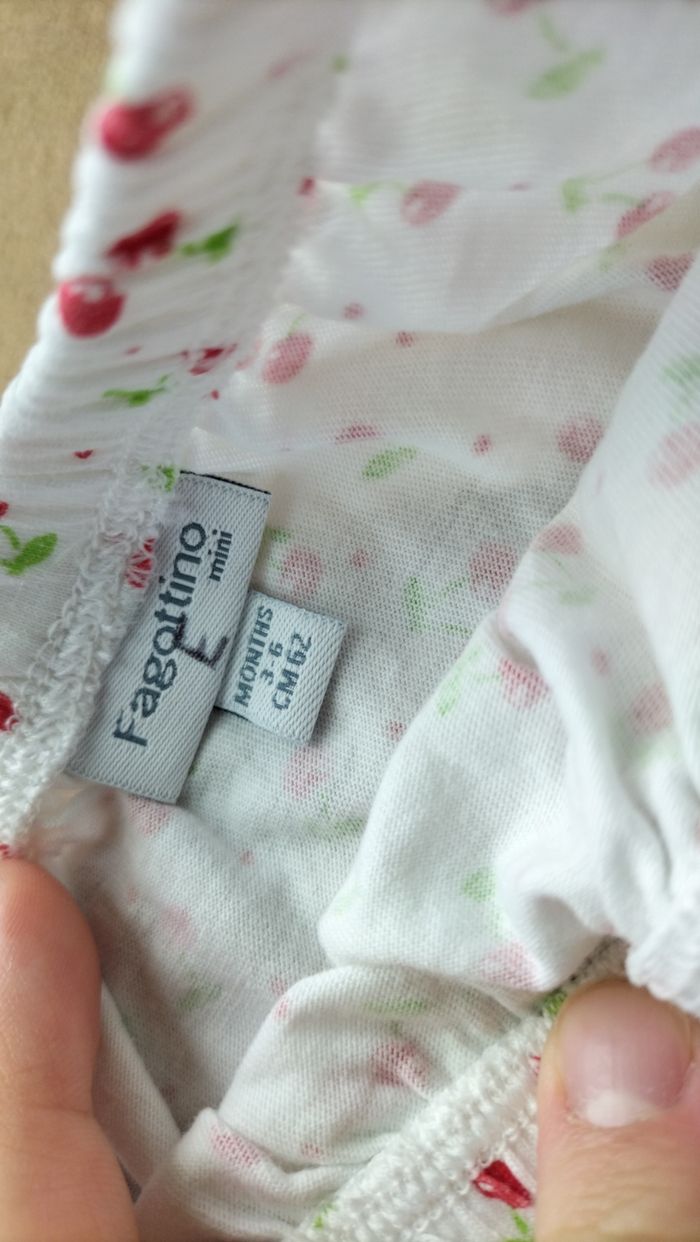 Fagottino
mini
E
MONTHS
3-6
CM 62